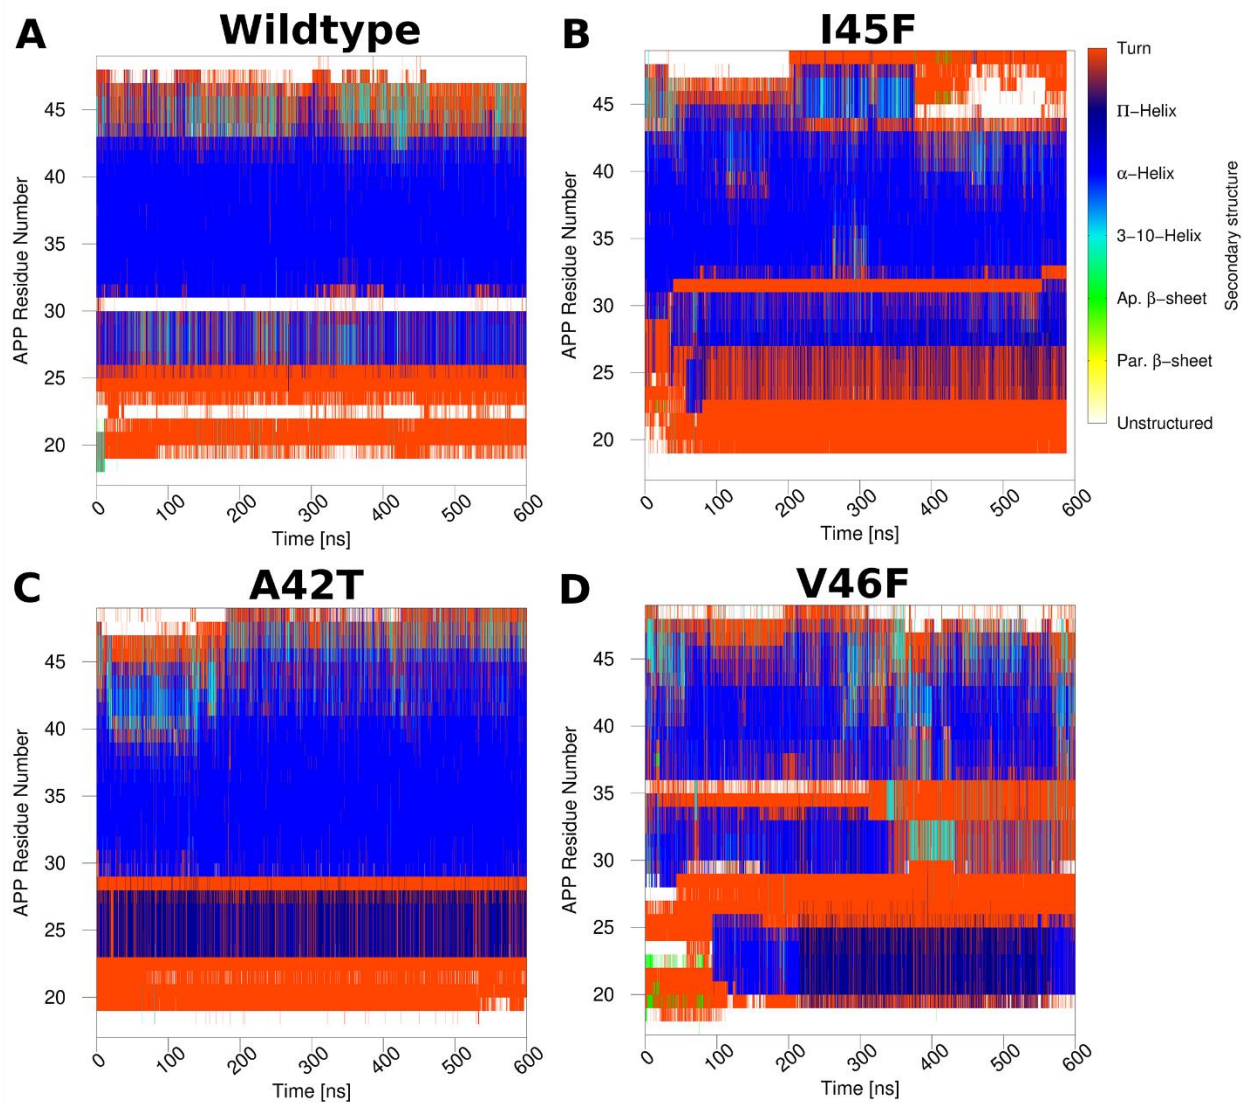 A
Wildtype
APP Residue Number
45
40
35
30
25
20
0
100
200
300
400
500
600
Time [ns]
B
I45F
APP Residue Number
45
40
35
30
25
20
0
100
200
300
400
500
600
Time [ns]
Turn
Π-Helix
α-Helix
3-10-Helix
Ap. β-sheet
Par. β-sheet
Unstructured
Secondary structure
C
A42T
APP Residue Number
45
40
35
30
25
20
0
100
200
300
400
500
600
Time [ns]
D
V46F
APP Residue Number
45
40
35
30
25
20
0
100
200
300
400
500
600
Time [ns]